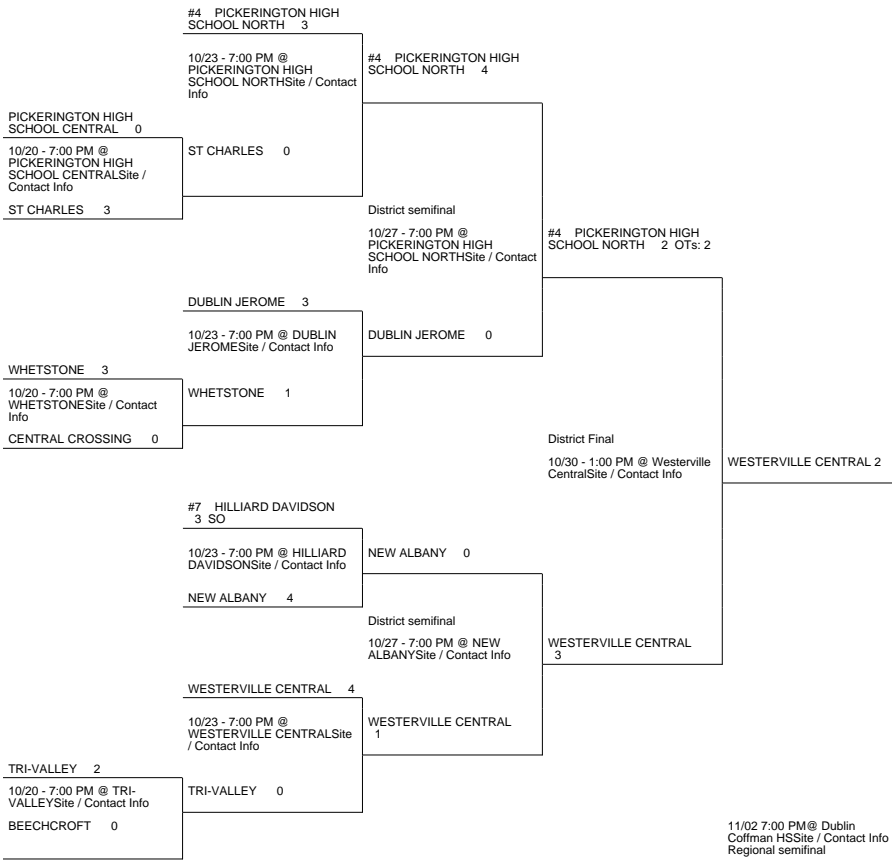 #4 PICKERINGTON HIGH
SCHOOL NORTH 3
10/23 - 7:00 PM @
PICKERINGTON HIGH
SCHOOL NORTHSite / Contact
Info
#4 PICKERINGTON HIGH
SCHOOL NORTH 4
PICKERINGTON HIGH
SCHOOL CENTRAL 0
10/20 - 7:00 PM @
PICKERINGTON HIGH
SCHOOL CENTRALSite /
Contact Info
ST CHARLES 0
ST CHARLES 3
District semifinal
10/27 - 7:00 PM @
PICKERINGTON HIGH
SCHOOL NORTHSite / Contact
Info
#4 PICKERINGTON HIGH
SCHOOL NORTH 2 OTs: 2
DUBLIN JEROME 3
10/23 - 7:00 PM @ DUBLIN
JEROMESite / Contact Info
DUBLIN JEROME 0
WHETSTONE 3
10/20 - 7:00 PM @
WHETSTONESite / Contact
Info
WHETSTONE 1
CENTRAL CROSSING 0
District Final
10/30 - 1:00 PM @ Westerville
CentralSite / Contact Info
WESTERVILLE CENTRAL 2
#7 HILLIARD DAVIDSON
3 SO
10/23 - 7:00 PM @ HILLIARD
DAVIDSONSite / Contact Info
NEW ALBANY 0
NEW ALBANY 4
District semifinal
10/27 - 7:00 PM @ NEW
ALBANYSite / Contact Info
WESTERVILLE CENTRAL
3
WESTERVILLE CENTRAL 4
10/23 - 7:00 PM @
WESTERVILLE CENTRALSite
/ Contact Info
WESTERVILLE CENTRAL
1
TRI-VALLEY 2
10/20 - 7:00 PM @ TRI-
VALLEYSite / Contact Info
TRI-VALLEY 0
BEECHCROFT 0
11/02 7:00 PM@ Dublin
Coffman HSSite / Contact Info
Regional semifinal